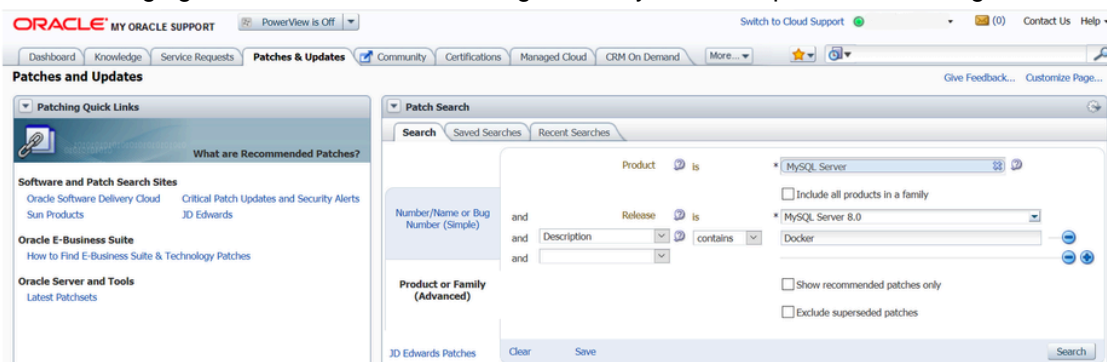 ORACLE MY ORACLE SUPPORT PowerView is Off Switch to Cloud Support (0) Contact Us Help
Dashboard Knowledge Service Requests Patches & Updates Community Certifications Managed Cloud CRM On Demand More...
Patches and Updates Give Feedback... Customize Page...
Patching Quick Links
What are Recommended Patches?
Software and Patch Search Sites
Oracle Software Delivery Cloud Critical Patch Updates and Security Alerts
Sun Products JD Edwards
Oracle E-Business Suite
How to Find E-Business Suite & Technology Patches
Oracle Server and Tools
Latest Patchsets
Patch Search
Search Saved Searches Recent Searches
Number/Name or Bug
Number (Simple)
Product or Family
(Advanced)
JD Edwards Patches
Product is * MySQL Server
Include all products in a family
and Release is * MySQL Server 8.0
and Description contains Docker
and
Show recommended patches only
Exclude superseded patches
Clear Save Search